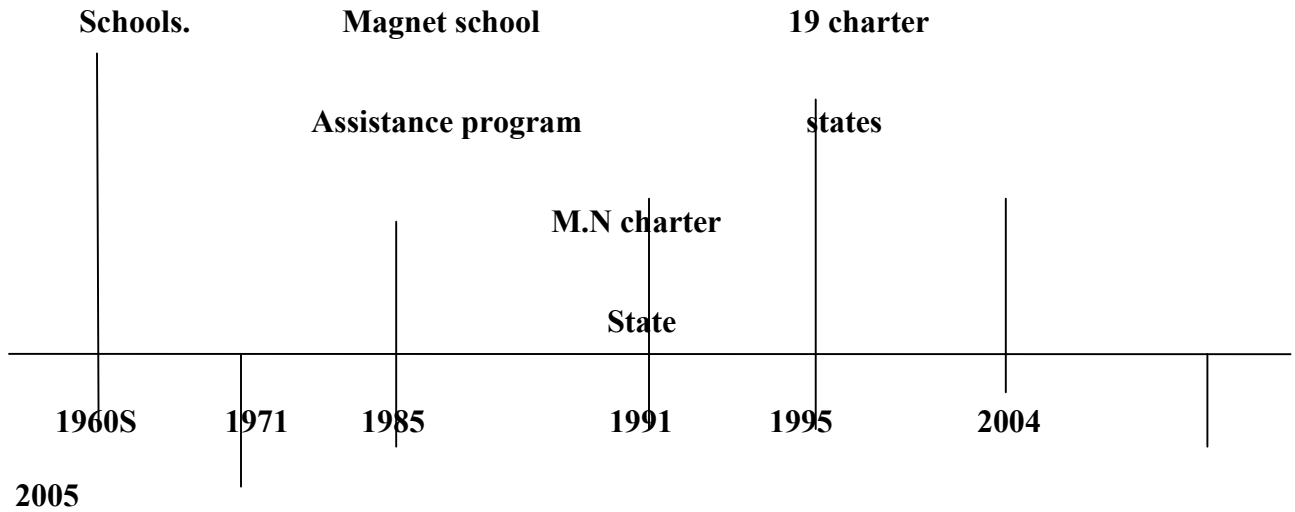 Schools. Magnet school 19 charter
Assistance program states
M.N charter
State
1960S 1971 1985 1991 1995 2004
2005